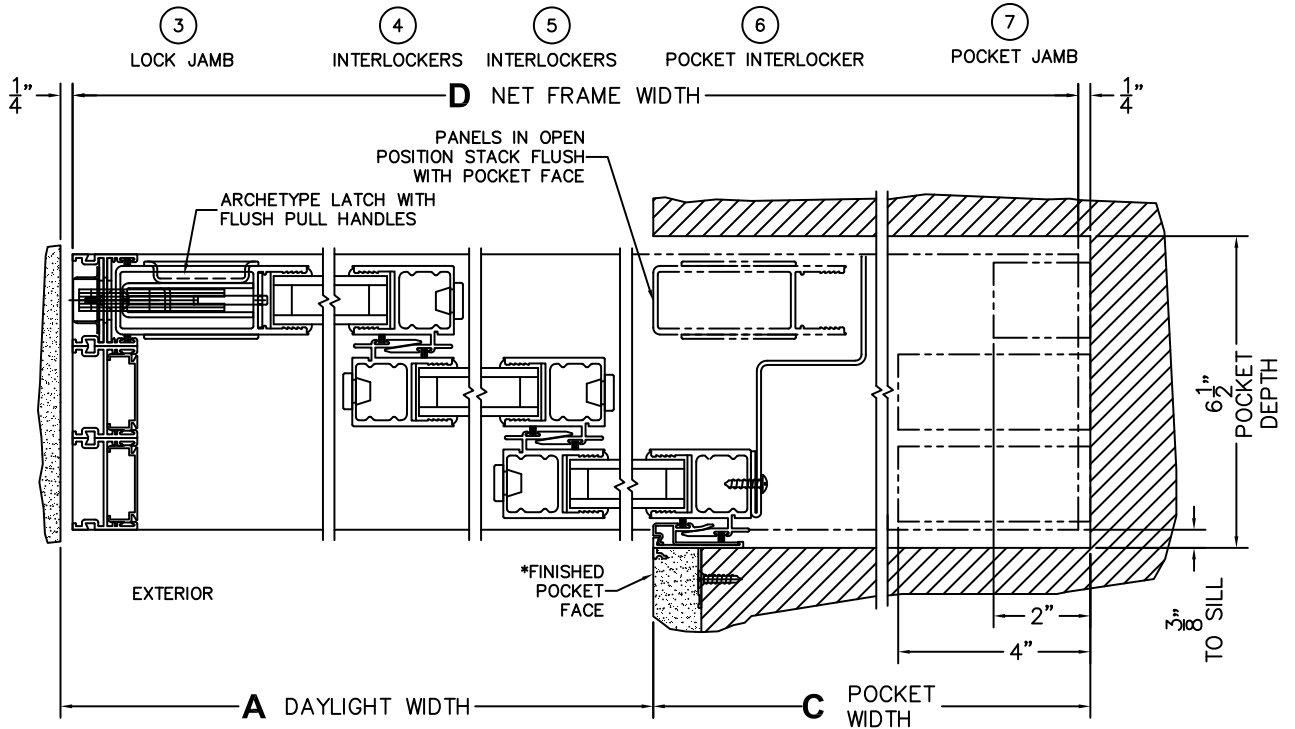 3
LOCK JAMB
4
INTERLOCKERS
5
INTERLOCKERS
6
POCKET INTERLOCKER
7
POCKET JAMB
1/4"
D NET FRAME WIDTH
1/4"
PANELS IN OPEN
POSITION STACK FLUSH
WITH POCKET FACE
ARCHETYPE LATCH WITH
FLUSH PULL HANDLES
6 1/2"
POCKET
DEPTH
EXTERIOR
*FINISHED
POCKET
FACE
2"
4"
3/8"
TO SILL
A DAYLIGHT WIDTH
C POCKET
WIDTH